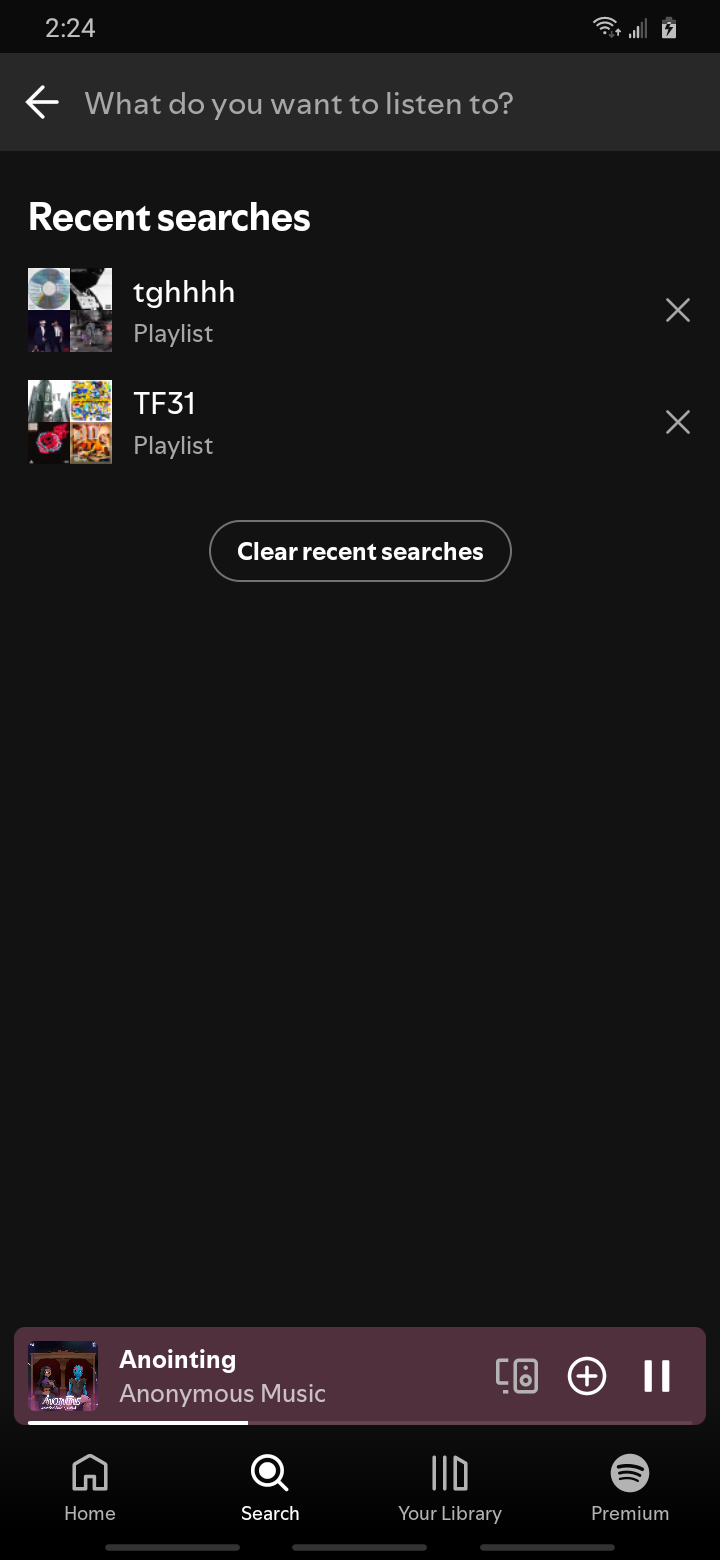 2:24
What do you want to listen to?
Recent searches
tghhhh
Playlist
TF31
Playlist
Clear recent searches
Anointing
Anonymous Music
Home
Search
Your Library
Premium